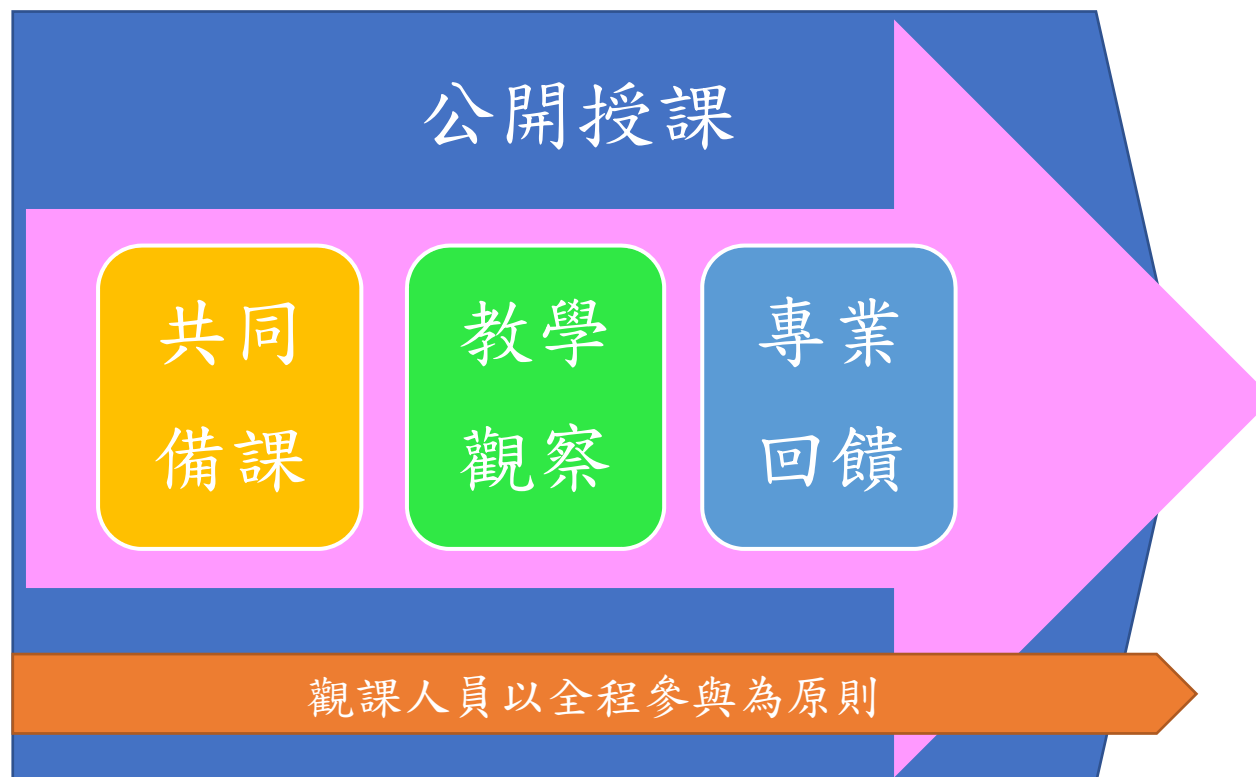 公開授課
共同
備課
教學
觀察
專業
回饋
觀課人員以全程參與為原則